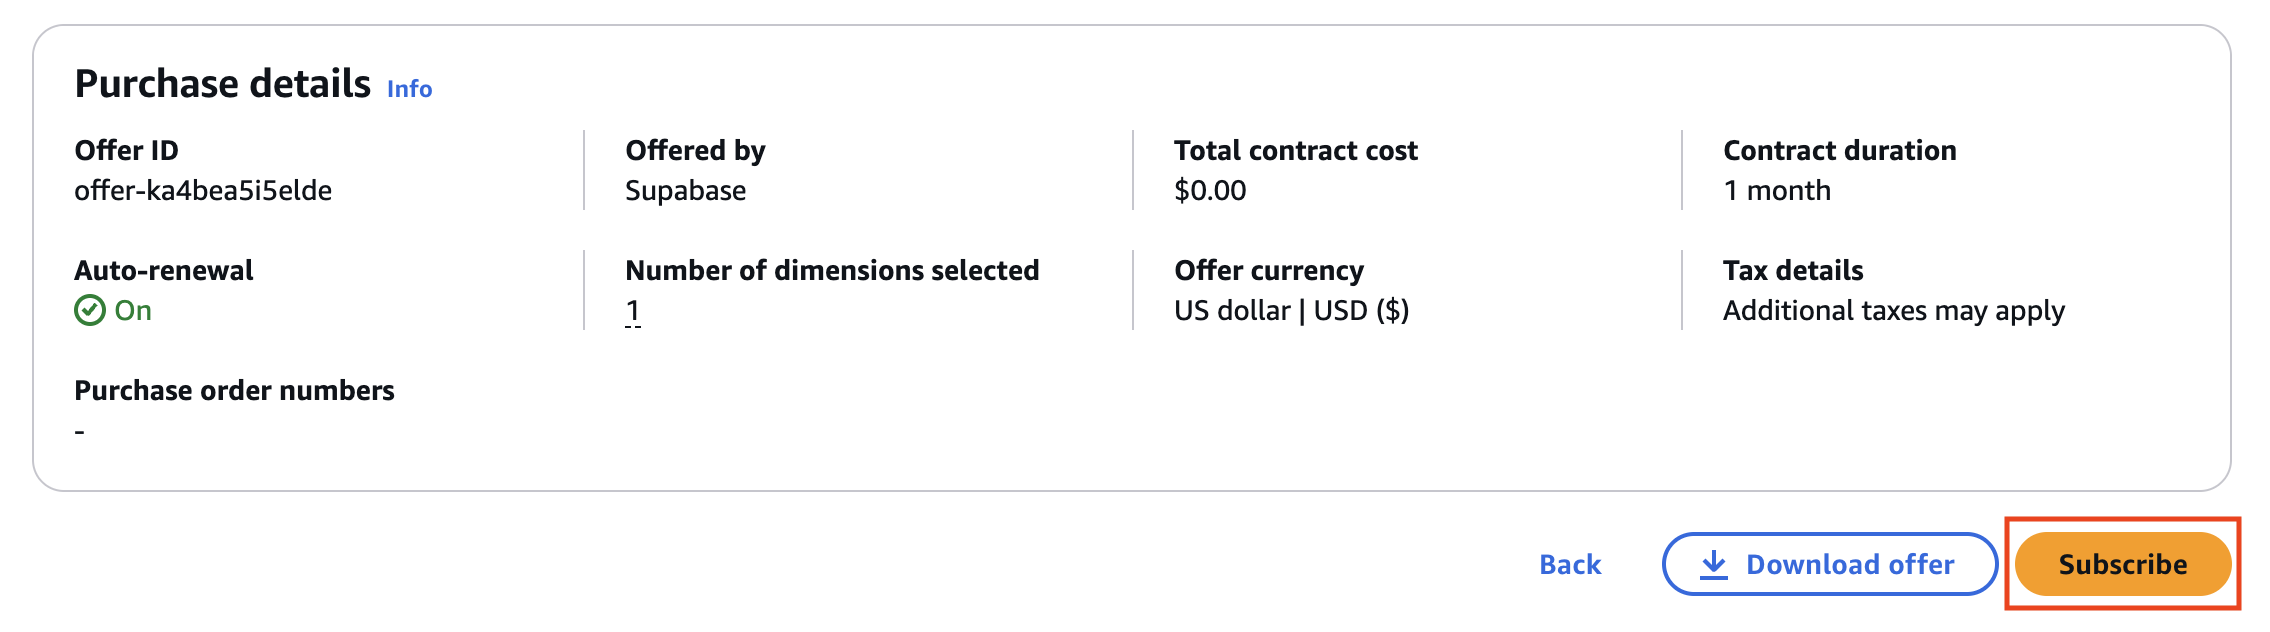 Purchase details Info
Offer ID
offer-ka4bea5i5elde
Offered by
Supabase
Total contract cost
$0.00
Contract duration
1 month
Auto-renewal
On
Number of dimensions selected
1
Offer currency
US dollar | USD ($)
Tax details
Additional taxes may apply
Purchase order numbers
-
Back
Download offer
Subscribe